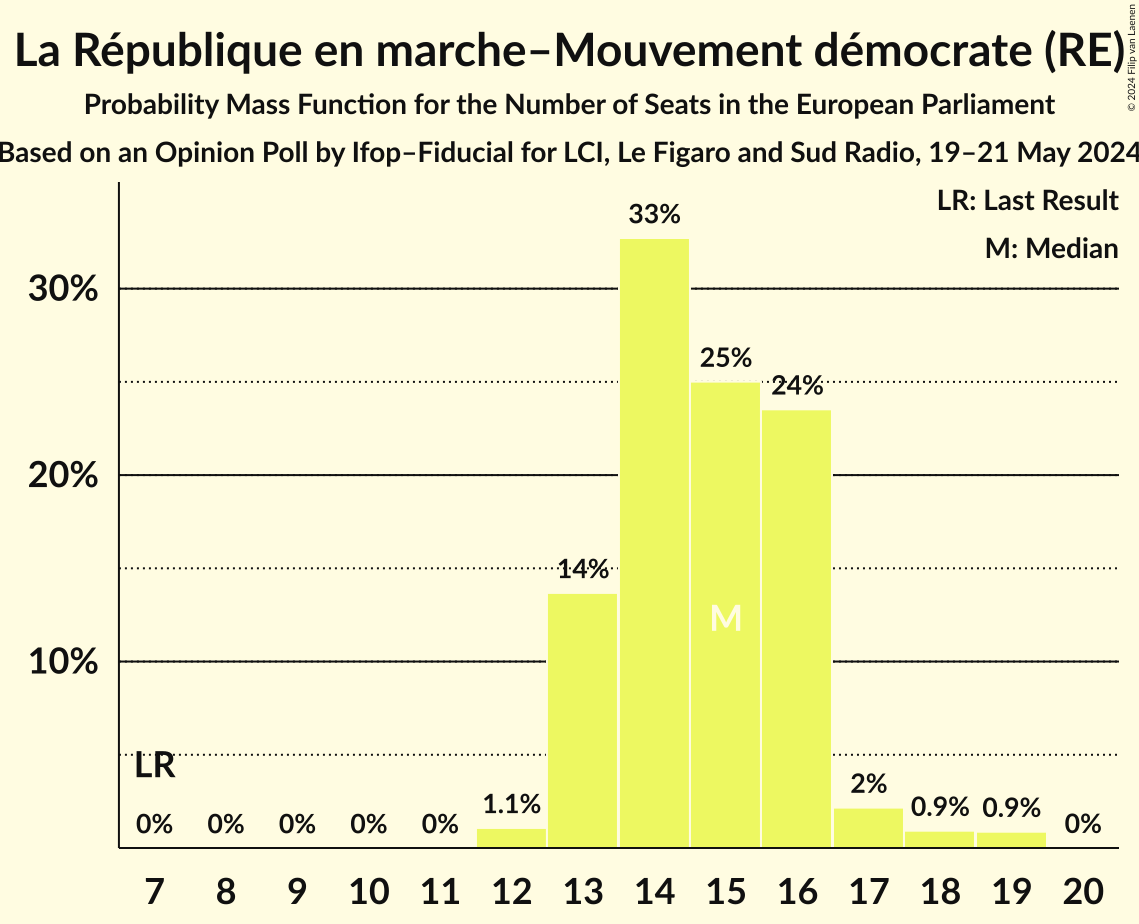 La République en marche–Mouvement démocrate (RE)
Probability Mass Function for the Number of Seats in the European Parliament
Based on an Opinion Poll by Ifop–Fiducial for LCI, Le Figaro and Sud Radio, 19–21 May 2024
© 2024 Filip van Laenen
LR: Last Result
M: Median
33%
30%
25%
24%
20%
14%
M
10%
LR
0% 0% 0% 0% 0% 1.1% 2% 0.9% 0.9% 0%
7 8 9 10 11 12 13 14 15 16 17 18 19 20